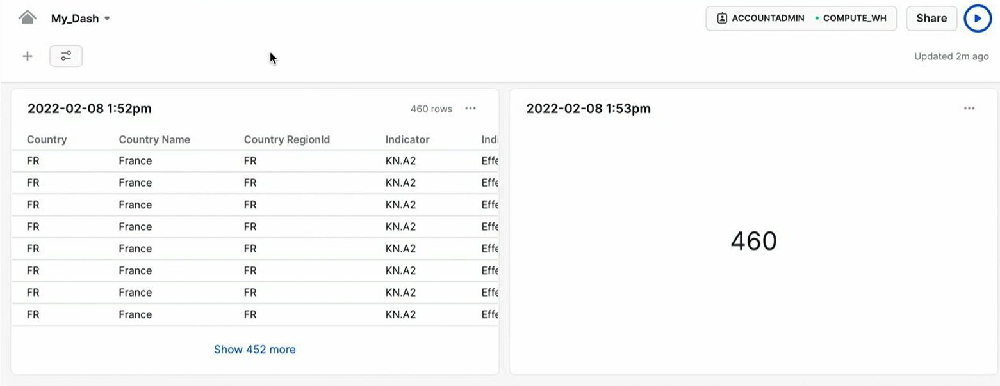 My_Dash
ACCOUNTADMIN • COMPUTE_WH
Share
Updated 2m ago
2022-02-08 1:52pm
460 rows
Country Country Name Country RegionId Indicator Indi
FR France FR KN.A2 Effe
FR France FR KN.A2 Effe
FR France FR KN.A2 Effe
FR France FR KN.A2 Effe
FR France FR KN.A2 Effe
FR France FR KN.A2 Effe
FR France FR KN.A2 Effe
FR France FR KN.A2 Effe
Show 452 more
2022-02-08 1:53pm
460